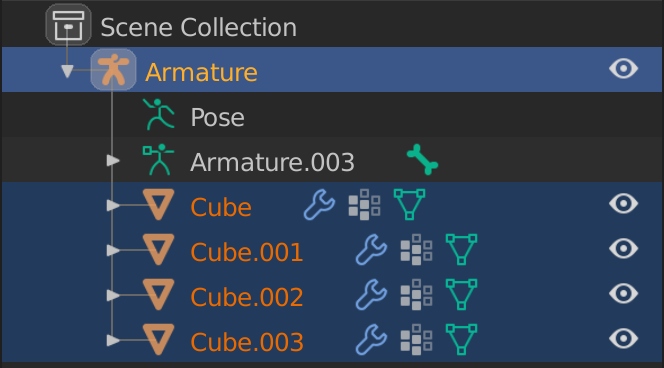 Scene Collection
Armature
Pose
Armature.003
Cube
Cube.001
Cube.002
Cube.003